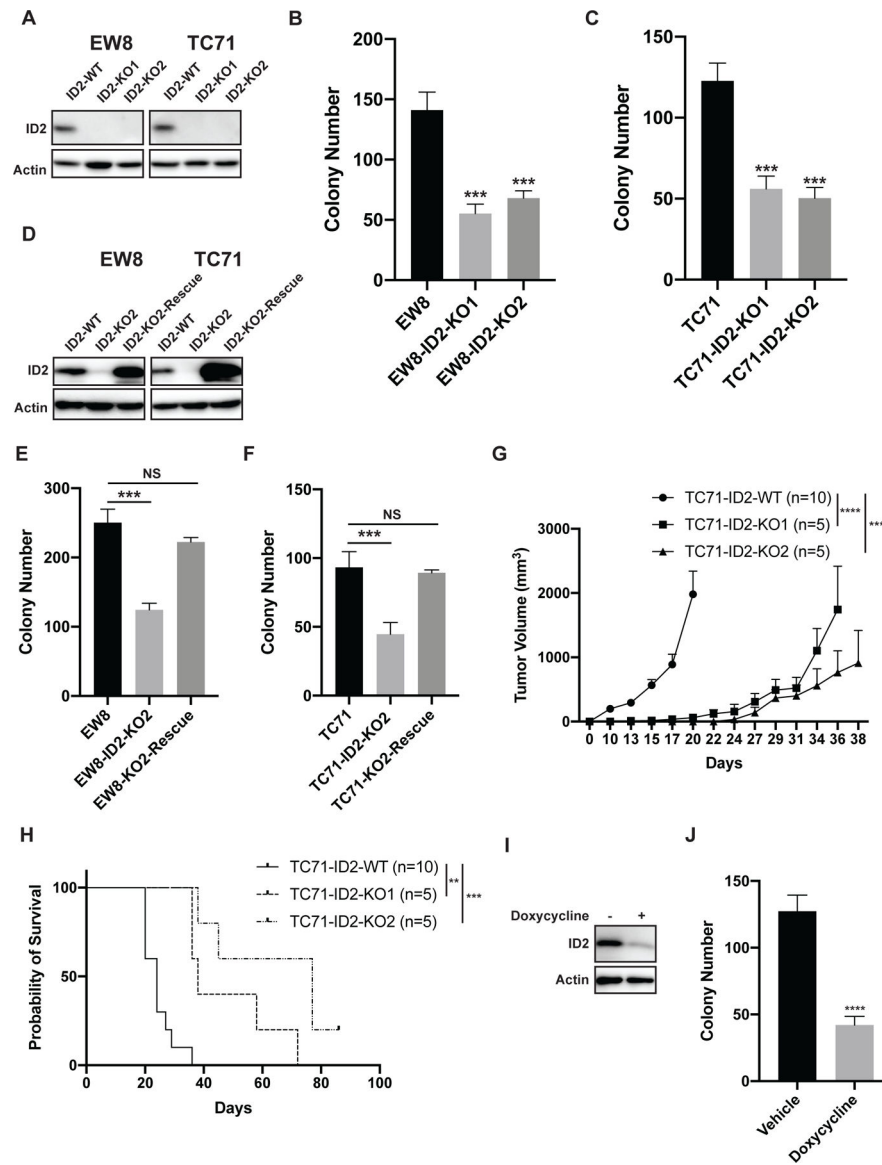 A
EW8 TC71
ID2-WT ID2-KO1 ID2-KO2 ID2-WT ID2-KO1 ID2-KO2
ID2
Actin
B
Colony Number
200
150
100
50
0
***
***
EW8
EW8-ID2-KO1
EW8-ID2-KO2
C
Colony Number
150
100
50
0
***
***
TC71
TC71-ID2-KO1
TC71-ID2-KO2
D
EW8 TC71
ID2-WT ID2-KO2 ID2-KO2-Rescue ID2-WT ID2-KO2 ID2-KO2-Rescue
ID2
Actin
E
Colony Number
300
200
100
0
NS
***
EW8
EW8-ID2-KO2
EW8-KO2-Rescue
F
Colony Number
150
100
50
0
NS
***
TC71
TC71-ID2-KO2
TC71-KO2-Rescue
G
TC71-ID2-WT (n=10)
TC71-ID2-KO1 (n=5)
TC71-ID2-KO2 (n=5)
****
Tumor Volume (mm³)
3000
2000
1000
0
0 10 13 15 17 20 22 24 27 29 31 34 36 38
Days
H
TC71-ID2-WT (n=10)
TC71-ID2-KO1 (n=5)
TC71-ID2-KO2 (n=5)
**
***
Probability of Survival
100
50
0
0 20 40 60 80 100
Days
I
Doxycycline - +
ID2
Actin
J
Colony Number
150
100
50
0
****
Vehicle
Doxycycline